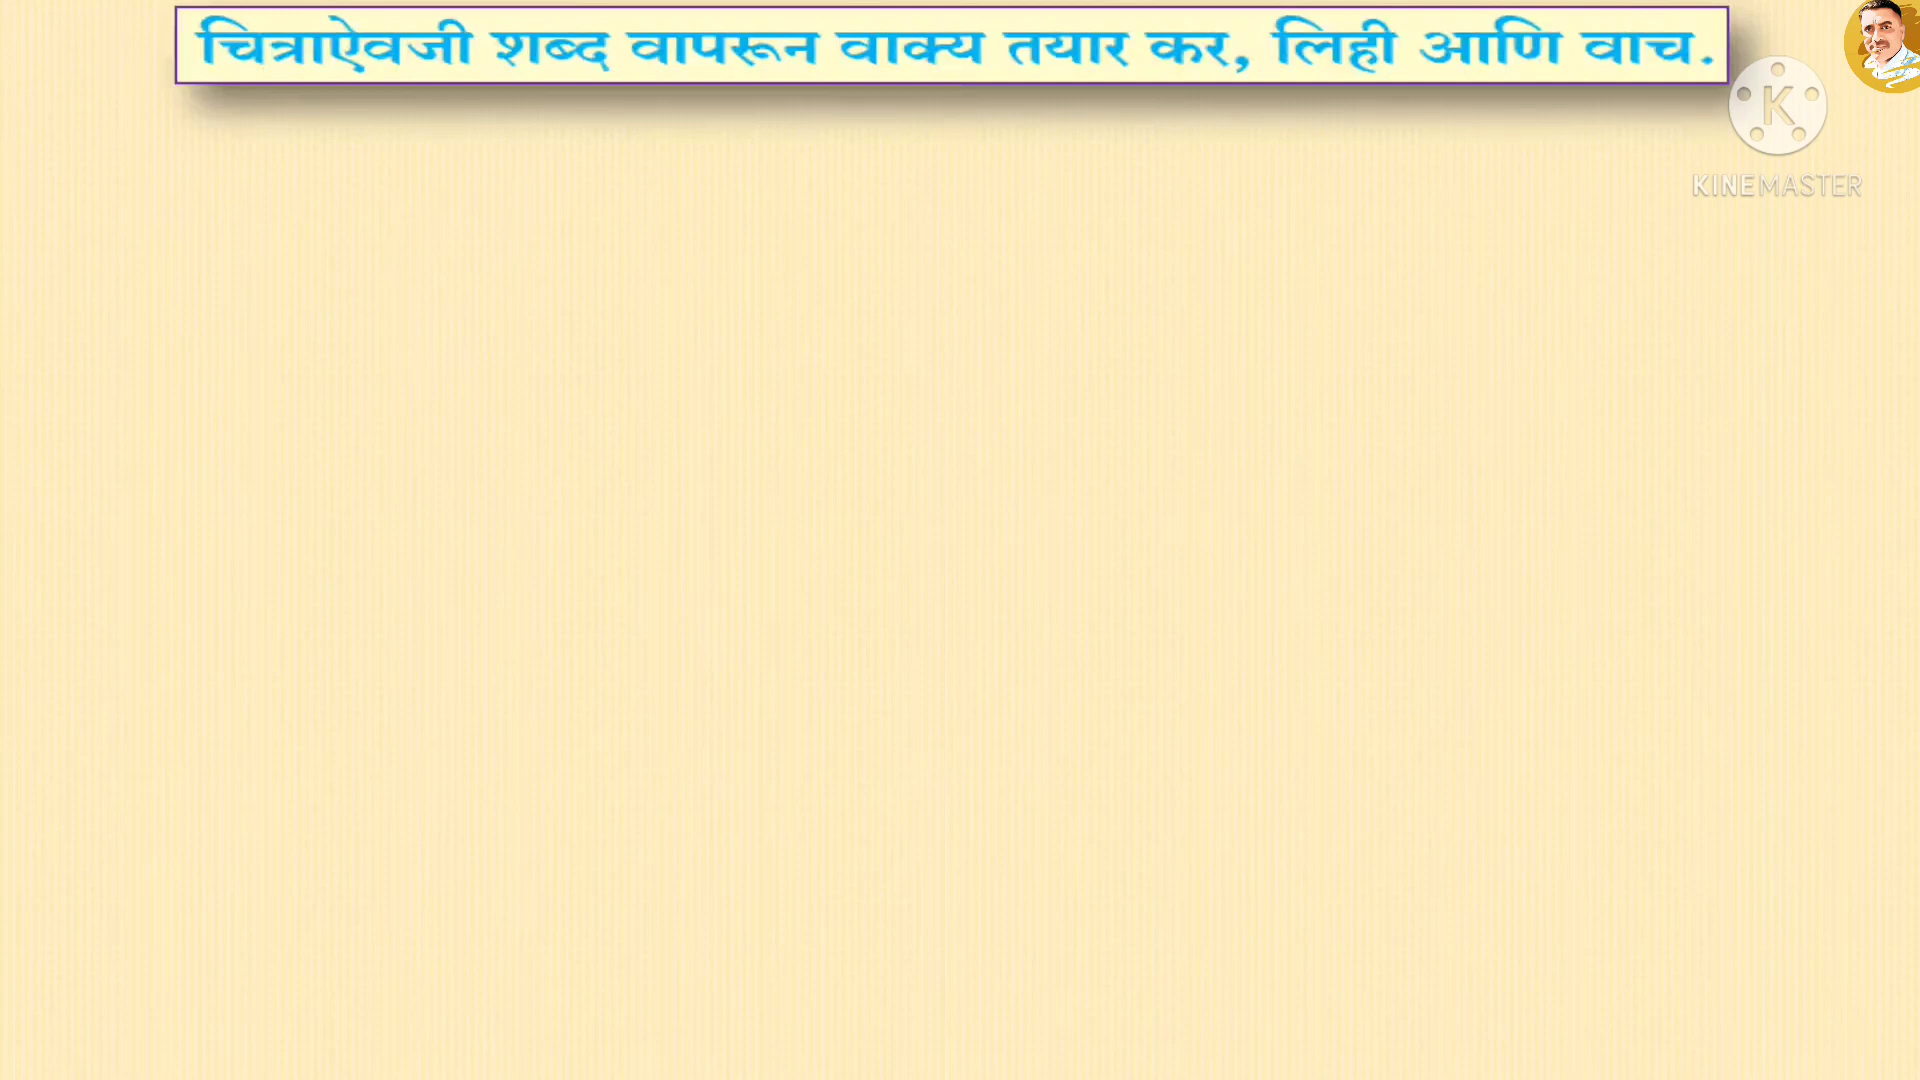 चित्राऐवजी शब्द वापरून वाक्य तयार कर, लिही आणि वाच.
K
KINEMASTER